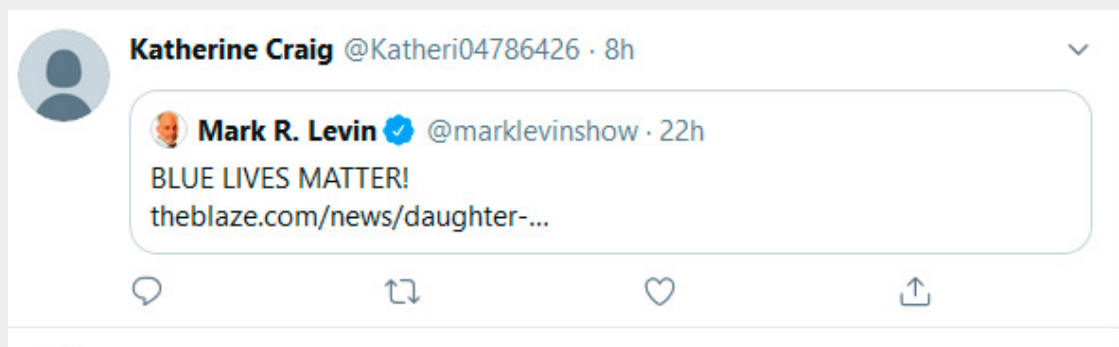 Katherine Craig @Katheri04786426 · 8h
Mark R. Levin @marklevinshow · 22h
BLUE LIVES MATTER!
theblaze.com/news/daughter-...